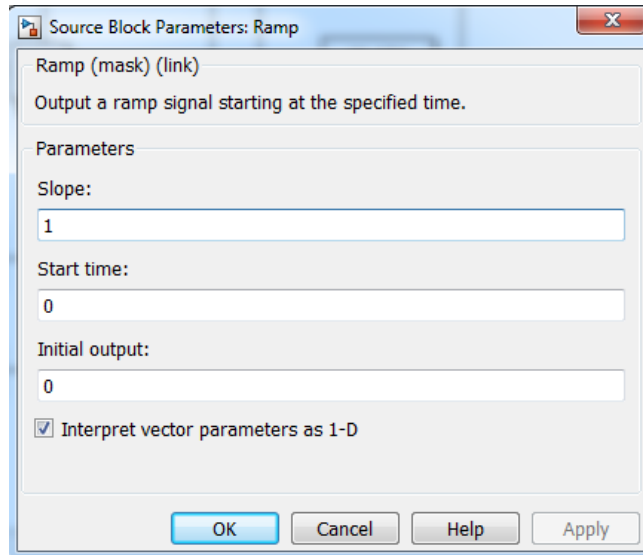 Source Block Parameters: Ramp
Ramp (mask) (link)
Output a ramp signal starting at the specified time.
Parameters
Slope:
1
Start time:
0
Initial output:
0
Interpret vector parameters as 1-D
OK Cancel Help Apply